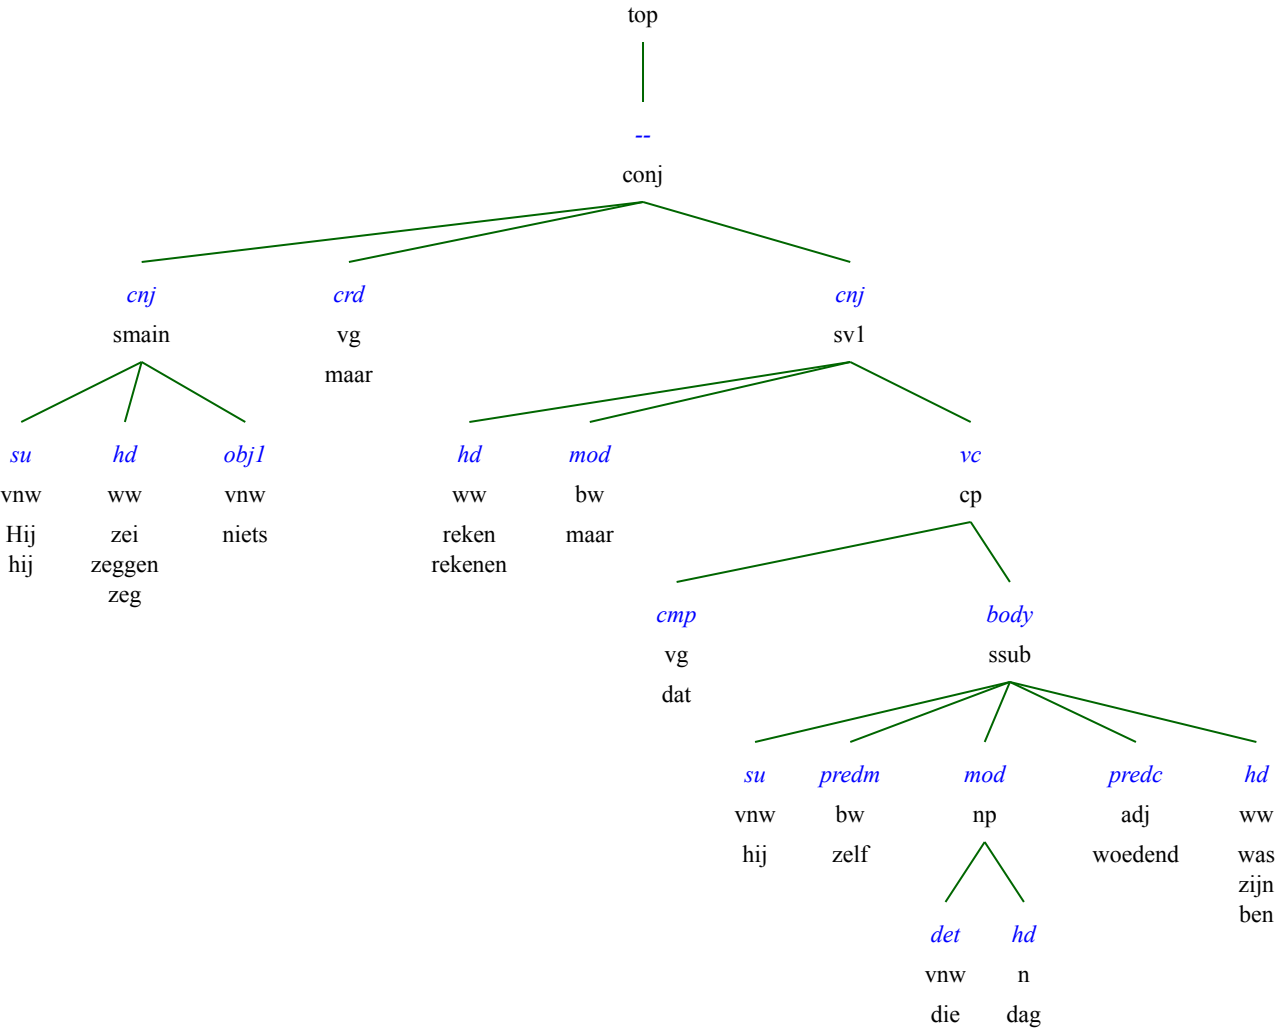 top
--
conj
cnj crd cnj
smain vg sv1
maar
su hd obj1 hd mod vc
vnw ww vnw ww bw cp
Hij zei niets reken maar
hij zeggen rekenen
zeg
cmp body
vg ssub
dat
su predm mod predc hd
vnw bw np adj ww
hij zelf woedend was
zijn
ben
det hd
vnw n
die dag